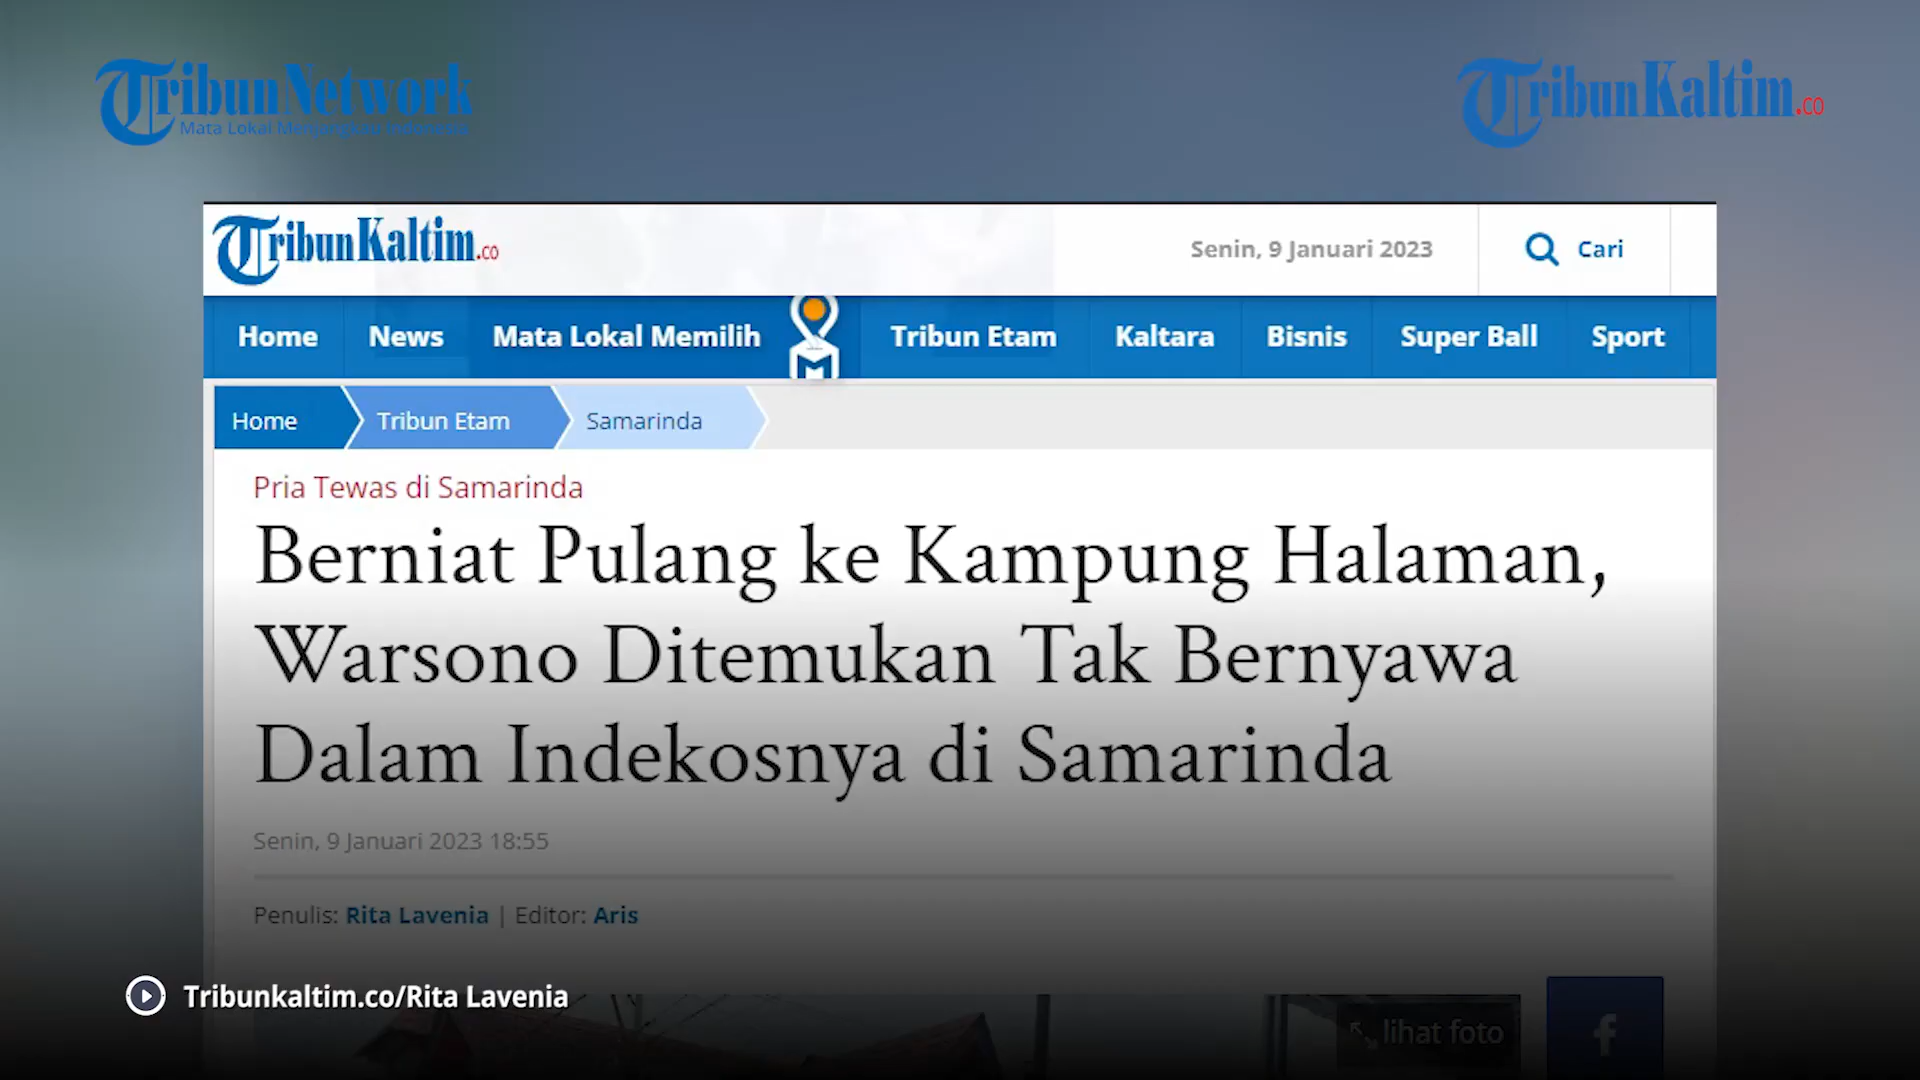 TribunNetwork
Mata Lokal Menjangkau Indonesia
TribunKaltim.co
TribunKaltim.co
Senin, 9 Januari 2023
Cari
Home
News
Mata Lokal Memilih
Tribun Etam
Kaltara
Bisnis
Super Ball
Sport
Home
Tribun Etam
Samarinda
Pria Tewas di Samarinda
Berniat Pulang ke Kampung Halaman,
Warsono Ditemukan Tak Bernyawa
Dalam Indekosnya di Samarinda
Senin, 9 Januari 2023 18:55
Penulis: Rita Lavenia | Editor: Aris
Tribunkaltim.co/Rita Lavenia
lihat foto